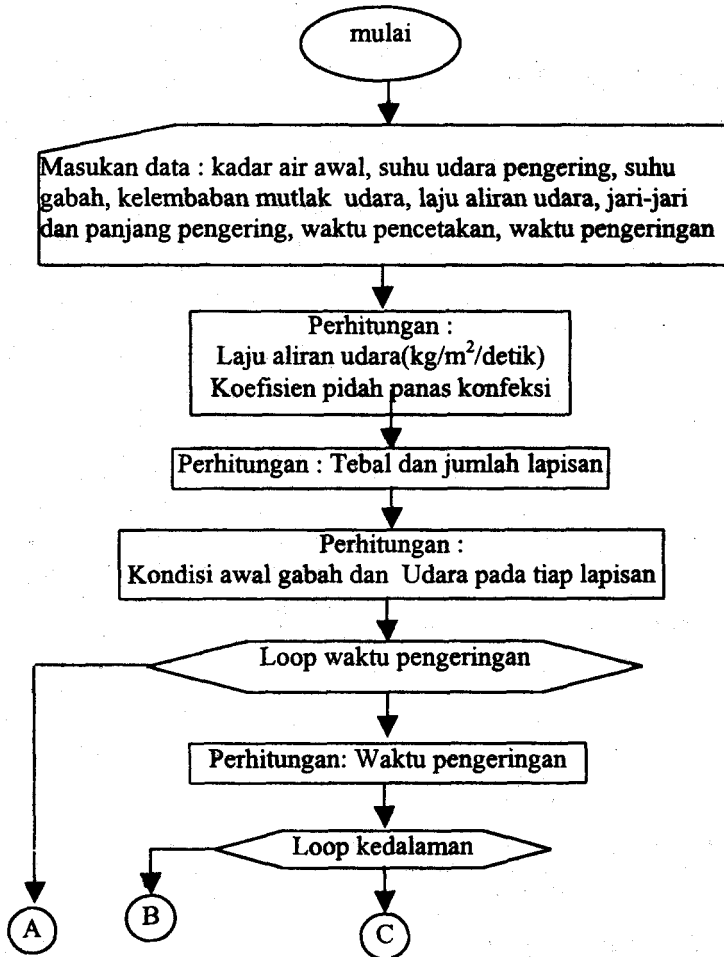 mulai
Masukan data : kadar air awal, suhu udara pengering, suhu
gabah, kelembaban mutlak udara, laju aliran udara, jari-jari
dan panjang pengering, waktu pencetakan, waktu pengeringan
Perhitungan :
Laju aliran udara(kg/m²/detik)
Koefisien pidah panas konfeksi
Perhitungan : Tebal dan jumlah lapisan
Perhitungan :
Kondisi awal gabah dan Udara pada tiap lapisan
Loop waktu pengeringan
Perhitungan: Waktu pengeringan
Loop kedalaman
A
B
C